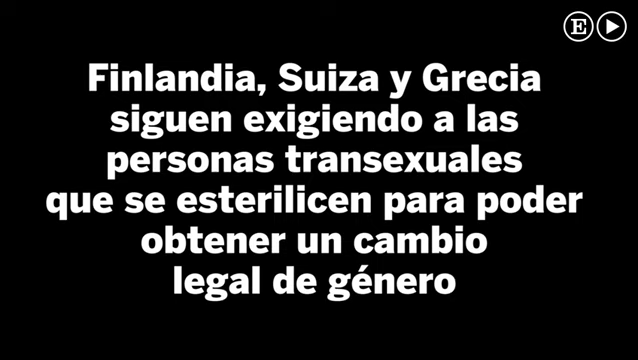 E
Finlandia, Suiza y Grecia
siguen exigiendo a las
personas transexuales
que se esterilicen para poder
obtener un cambio
legal de género